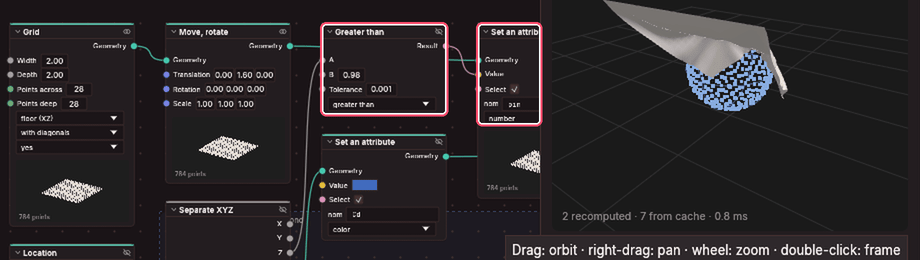 Grid
Geometry
Width 2.00
Depth 2.00
Points across 28
Points deep 28
floor (XZ)
with diagonals
yes
784 points
Location
Move, rotate
Geometry
Geometry
Translation 0.00 1.60 0.00
Rotation 0.00 0.00 0.00
Scale 1.00 1.00 1.00
784 points
Separate XYZ
X
Y
Z
Greater than
Result
A
B 0.98
Tolerance 0.001
greater than
Set an attribute
Geometry
Geometry
Value
Select
nom Cd
color
Set an attrib
Geometry
Value
Select
nom pin
number
784 points
2 recomputed · 7 from cache · 0.8 ms
Drag: orbit · right-drag: pan · wheel: zoom · double-click: frame